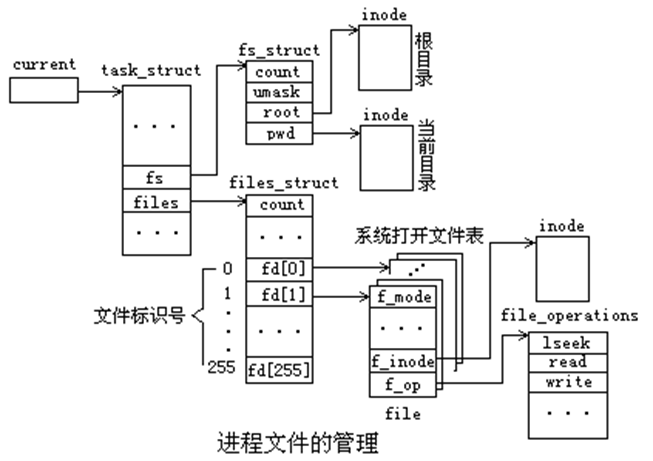 current
task_struct
. . .
fs
files
. . .
fs_struct
count
umask
root
pwd
inode
根目录
inode
当前目录
files_struct
count
. . .
fd[0]
fd[1]
. . .
fd[255]
0
1
.
.
.
255
文件标识号
系统打开文件表
f_mode
. . .
f_inode
f_op
file
inode
file_operations
lseek
read
write
. . .
进程文件的管理